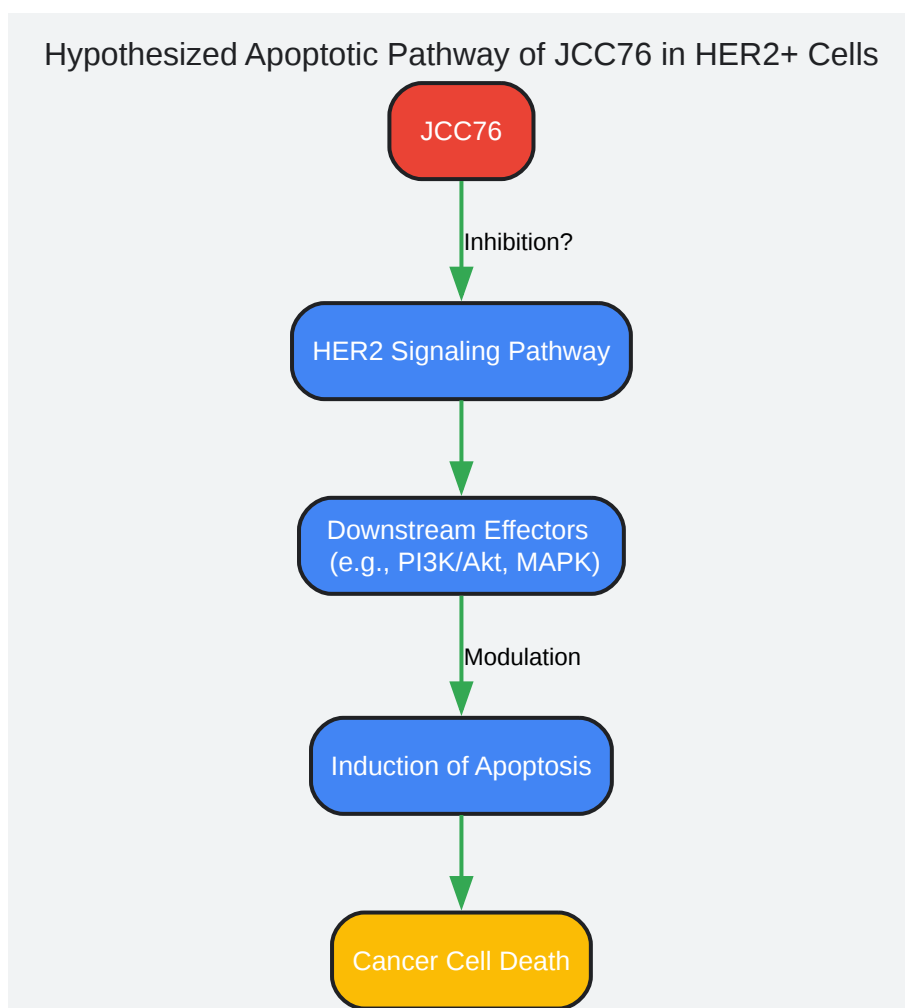 Hypothesized Apoptotic Pathway of JCC76 in HER2+ Cells
JCC76
Inhibition?
HER2 Signaling Pathway
Downstream Effectors
(e.g., PI3K/Akt, MAPK)
Modulation
Induction of Apoptosis
Cancer Cell Death